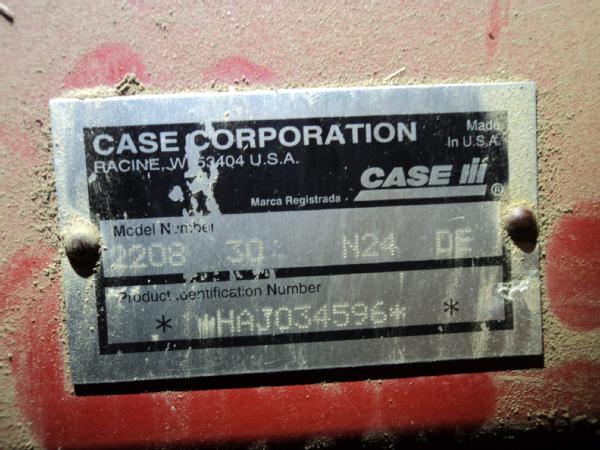 CASE CORPORATION
RACINE, WI 53404 U.S.A.
Made
In U.S.A.
CASE III
®
Marca Registrada
Model Number
2208 30 N24 DE
Product Identification Number
* *HAJ034596* *